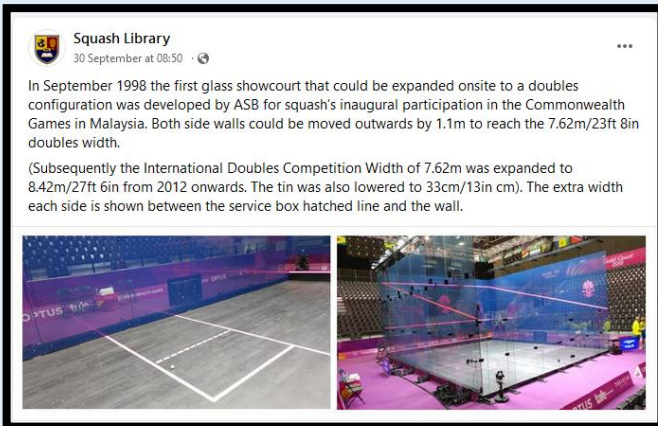 Squash Library
30 September at 08:50
In September 1998 the first glass showcourt that could be expanded onsite to a doubles
configuration was developed by ASB for squash's inaugural participation in the Commonwealth
Games in Malaysia. Both side walls could be moved outwards by 1.1m to reach the 7.62m/23ft 8in
doubles width.
(Subsequently the International Doubles Competition Width of 7.62m was expanded to
8.42m/27ft 6in from 2012 onwards. The tin was also lowered to 33cm/13in cm). The extra width
each side is shown between the service box hatched line and the wall.
OPTUS
OPTUS